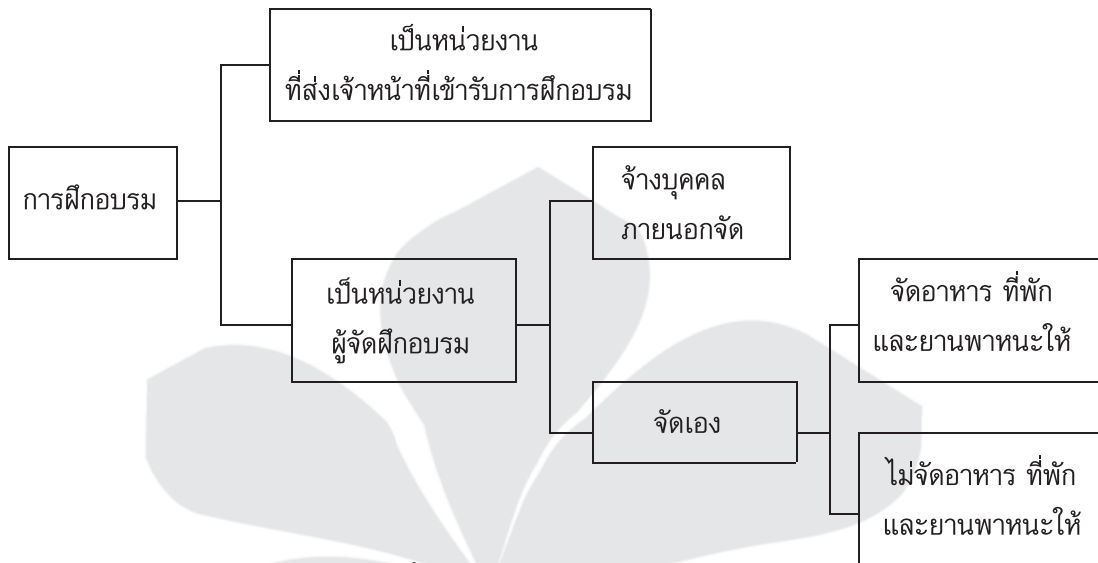 เป็นหน่วยงาน
ที่ส่งเจ้าหน้าที่เข้ารับการฝึกอบรม
การฝึกอบรม
จ้างบุคคล
ภายนอกจัด
เป็นหน่วยงาน
ผู้จัดฝึกอบรม
จัดอาหาร ที่พัก
และยานพาหนะให้
จัดเอง
ไม่จัดอาหาร ที่พัก
และยานพาหนะให้